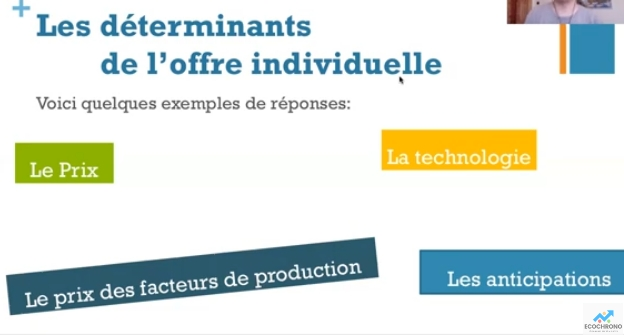 Les déterminants
de l'offre individuelle
Voici quelques exemples de réponses:
La technologie
Le Prix
Le prix des facteurs de production
Les anticipations
ECOCHRONO